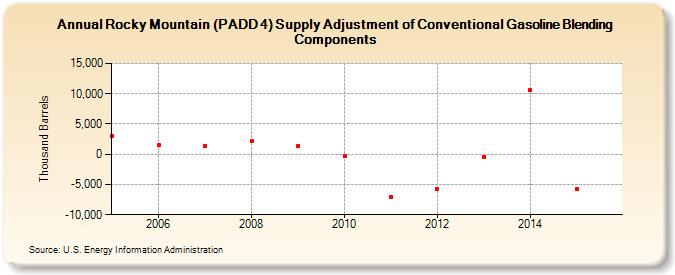 Annual Rocky Mountain (PADD 4) Supply Adjustment of Conventional Gasoline Blending
Components
Thousand Barrels
15,000
10,000
5,000
0
-5,000
-10,000
2006
2008
2010
2012
2014
Source: U.S. Energy Information Administration